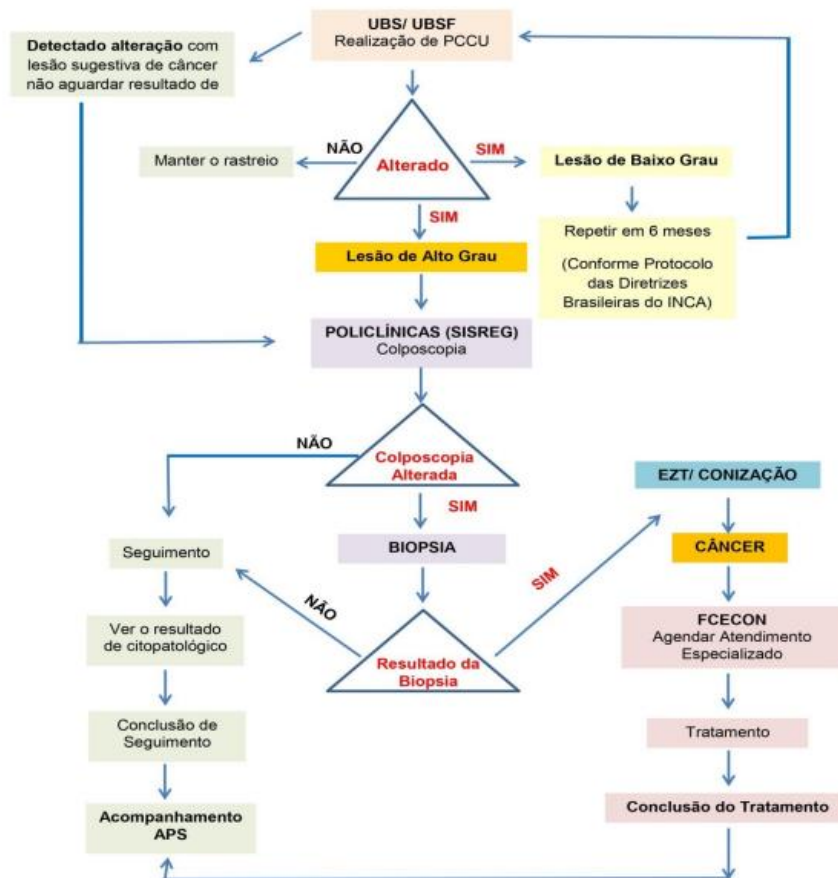 UBS/ UBSF
Realização de PCCU
Detectado alteração com
lesão sugestiva de câncer
não aguardar resultado de
NÃO
SIM
Manter o rastreio
Alterado
Lesão de Baixo Grau
SIM
Repetir em 6 meses
(Conforme Protocolo
das Diretrizes
Brasileiras do INCA)
Lesão de Alto Grau
POLICLÍNICAS (SISREG)
Colposcopia
NÃO
Colposcopia
Alterada
EZT/ CONIZAÇÃO
SIM
BIOPSIA
CÂNCER
Seguimento
NÃO
SIM
FCECON
Agendar Atendimento
Especializado
Ver o resultado
de citopatológico
Resultado da
Biopsia
Conclusão de
Seguimento
Tratamento
Acompanhamento
APS
Conclusão do Tratamento